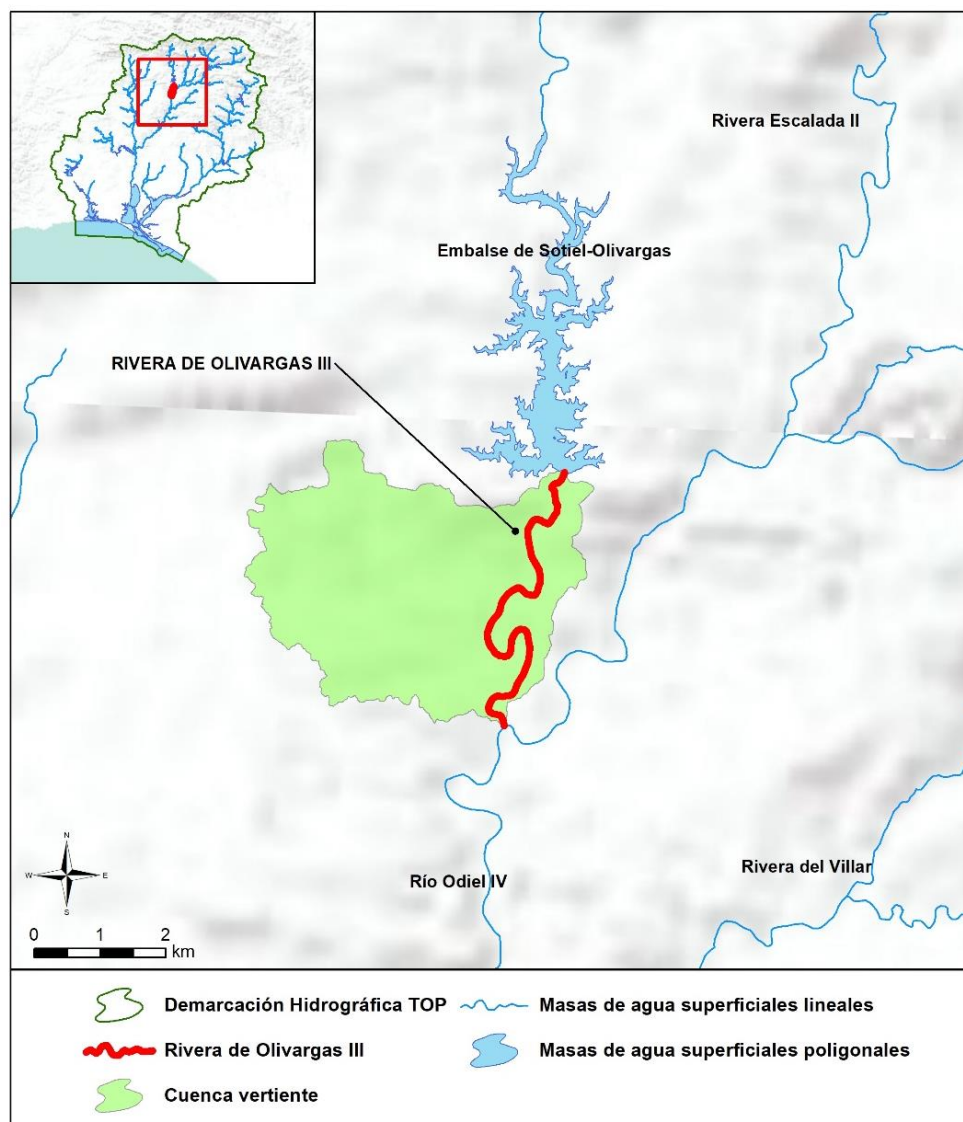 Rivera Escalada II
Embalse de Sotiel-Olivargas
RIVERA DE OLIVARGAS III
N
W
E
S
Río Odiel IV
Rivera del Villar
0 1 2
km
Demarcación Hidrográfica TOP
Masas de agua superficiales lineales
Rivera de Olivargas III
Masas de agua superficiales poligonales
Cuenca vertiente